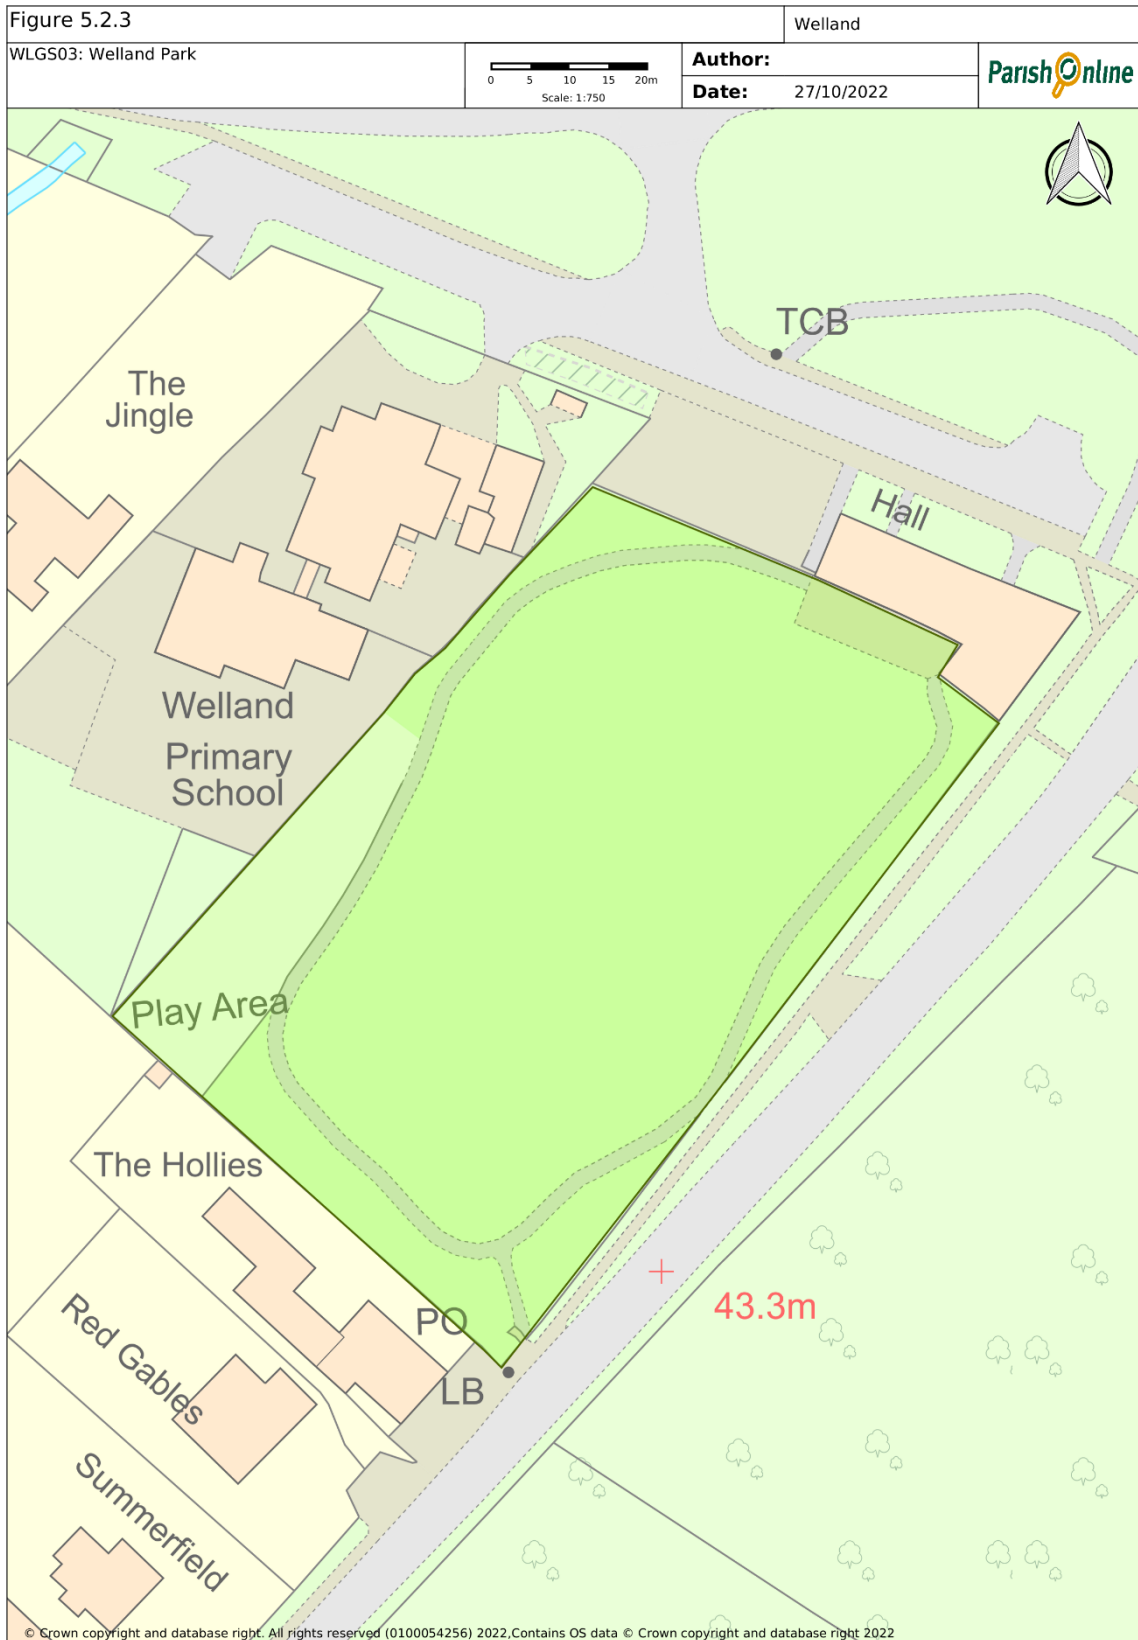 Figure 5.2.3
Welland
WLGS03: Welland Park
0 5 10 15 20m
Scale: 1:750
Author:
Date: 27/10/2022
Parish Online
TCB
The
Jingle
Hall
Welland
Primary
School
Play Area
The Hollies
PO
43.3m
Red Gables
LB
Summerfield
© Crown copyright and database right. All rights reserved (0100054256) 2022,Contains OS data © Crown copyright and database right 2022